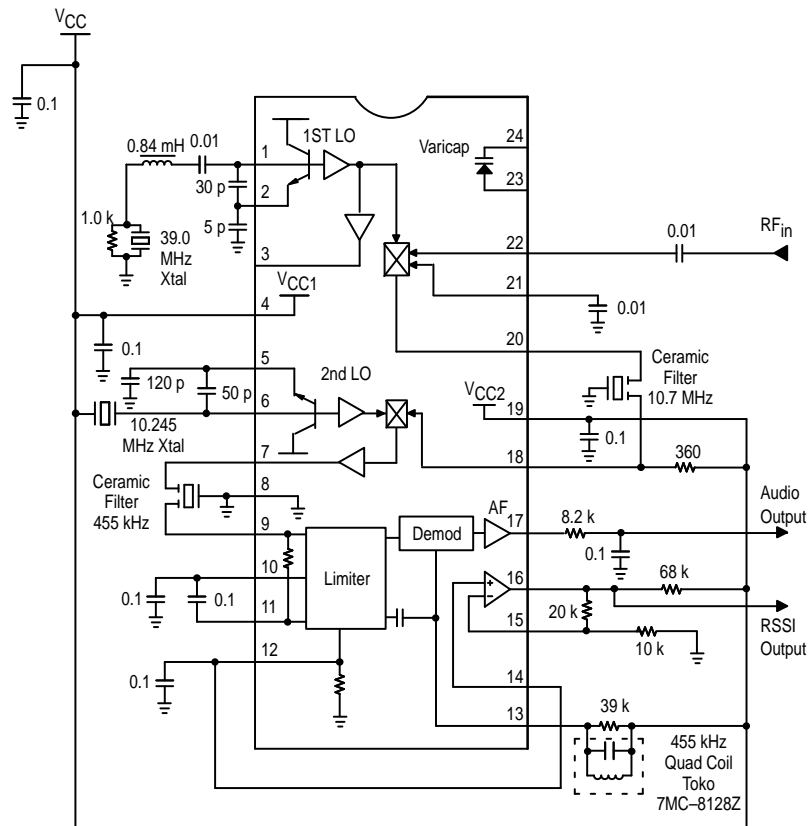 VCC
0.1
0.84 mH
0.01
1.0 k
39.0
MHz
Xtal
30 p
5 p
1
2
3
4
5
6
7
8
9
10
11
12
1ST LO
Varicap
24
23
22
21
20
19
18
17
16
15
14
13
0.01
RFin
0.01
VCC1
0.1
120 p
50 p
10.245
MHz Xtal
2nd LO
VCC2
Ceramic
Filter
10.7 MHz
0.1
360
Ceramic
Filter
455 kHz
Limiter
Demod
AF
8.2 k
0.1
Audio
Output
0.1
0.1
+
–
20 k
68 k
10 k
RSSI
Output
0.1
39 k
455 kHz
Quad Coil
Toko
7MC–8128Z